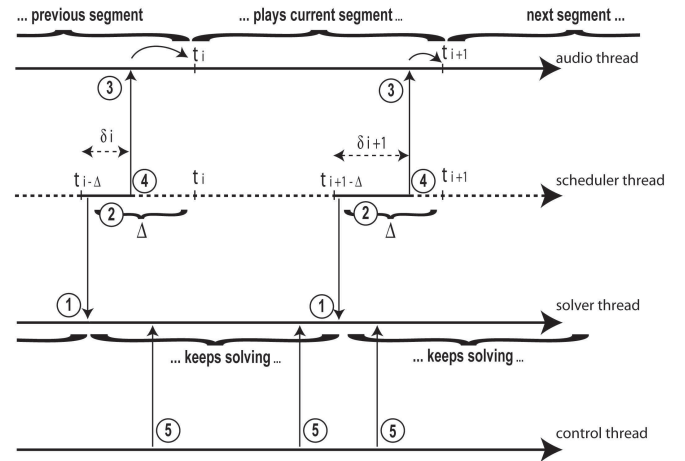 ... previous segment
... plays current segment ...
next segment ...
t i
t i+1
audio thread
3
3
δ i
δ i+1
t i-Δ
4
t i
t i+1-Δ
4
t i+1
scheduler thread
2
2
Δ
Δ
1
1
solver thread
... keeps solving ...
... keeps solving ...
5
5
5
control thread